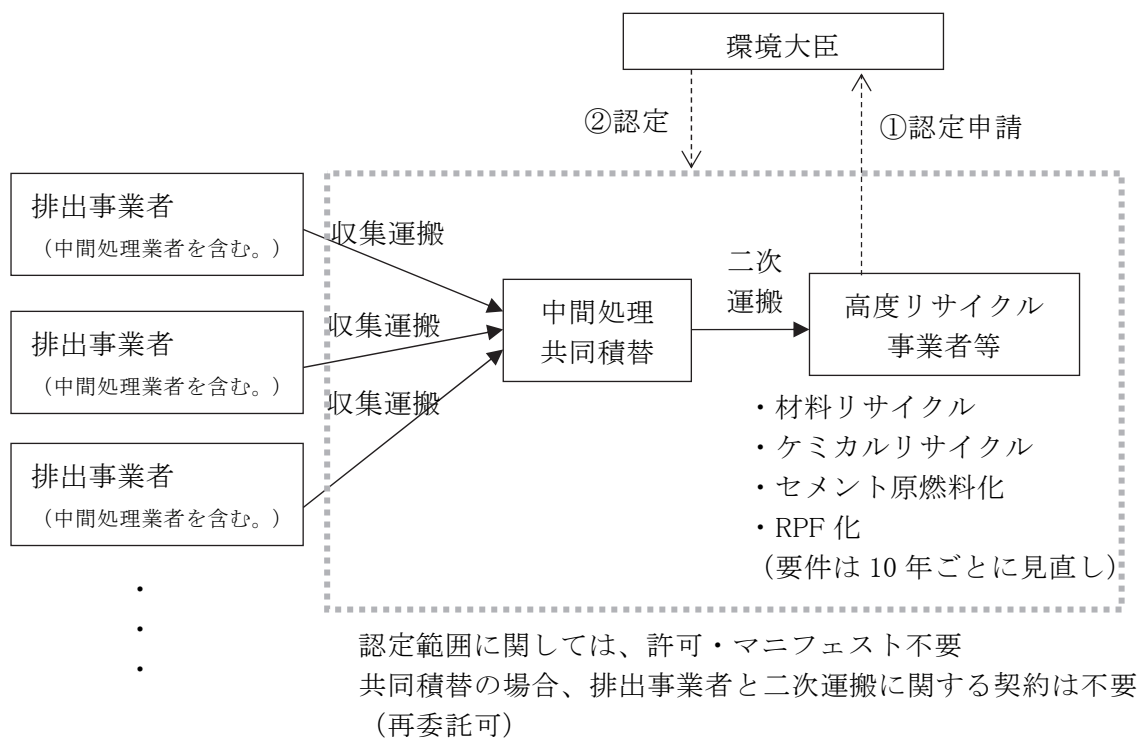 環境大臣
②認定
①認定申請
排出事業者
（中間処理業者を含む。）
収集運搬
排出事業者
（中間処理業者を含む。）
収集運搬
排出事業者
（中間処理業者を含む。）
収集運搬
中間処理
共同積替
二次
運搬
高度リサイクル
事業者等
・材料リサイクル
・ケミカルリサイクル
・セメント原燃料化
・RPF 化
（要件は 10 年ごとに見直し）
・
・
・
認定範囲に関しては、許可・マニフェスト不要
共同積替の場合、排出事業者と二次運搬に関する契約は不要
（再委託可）